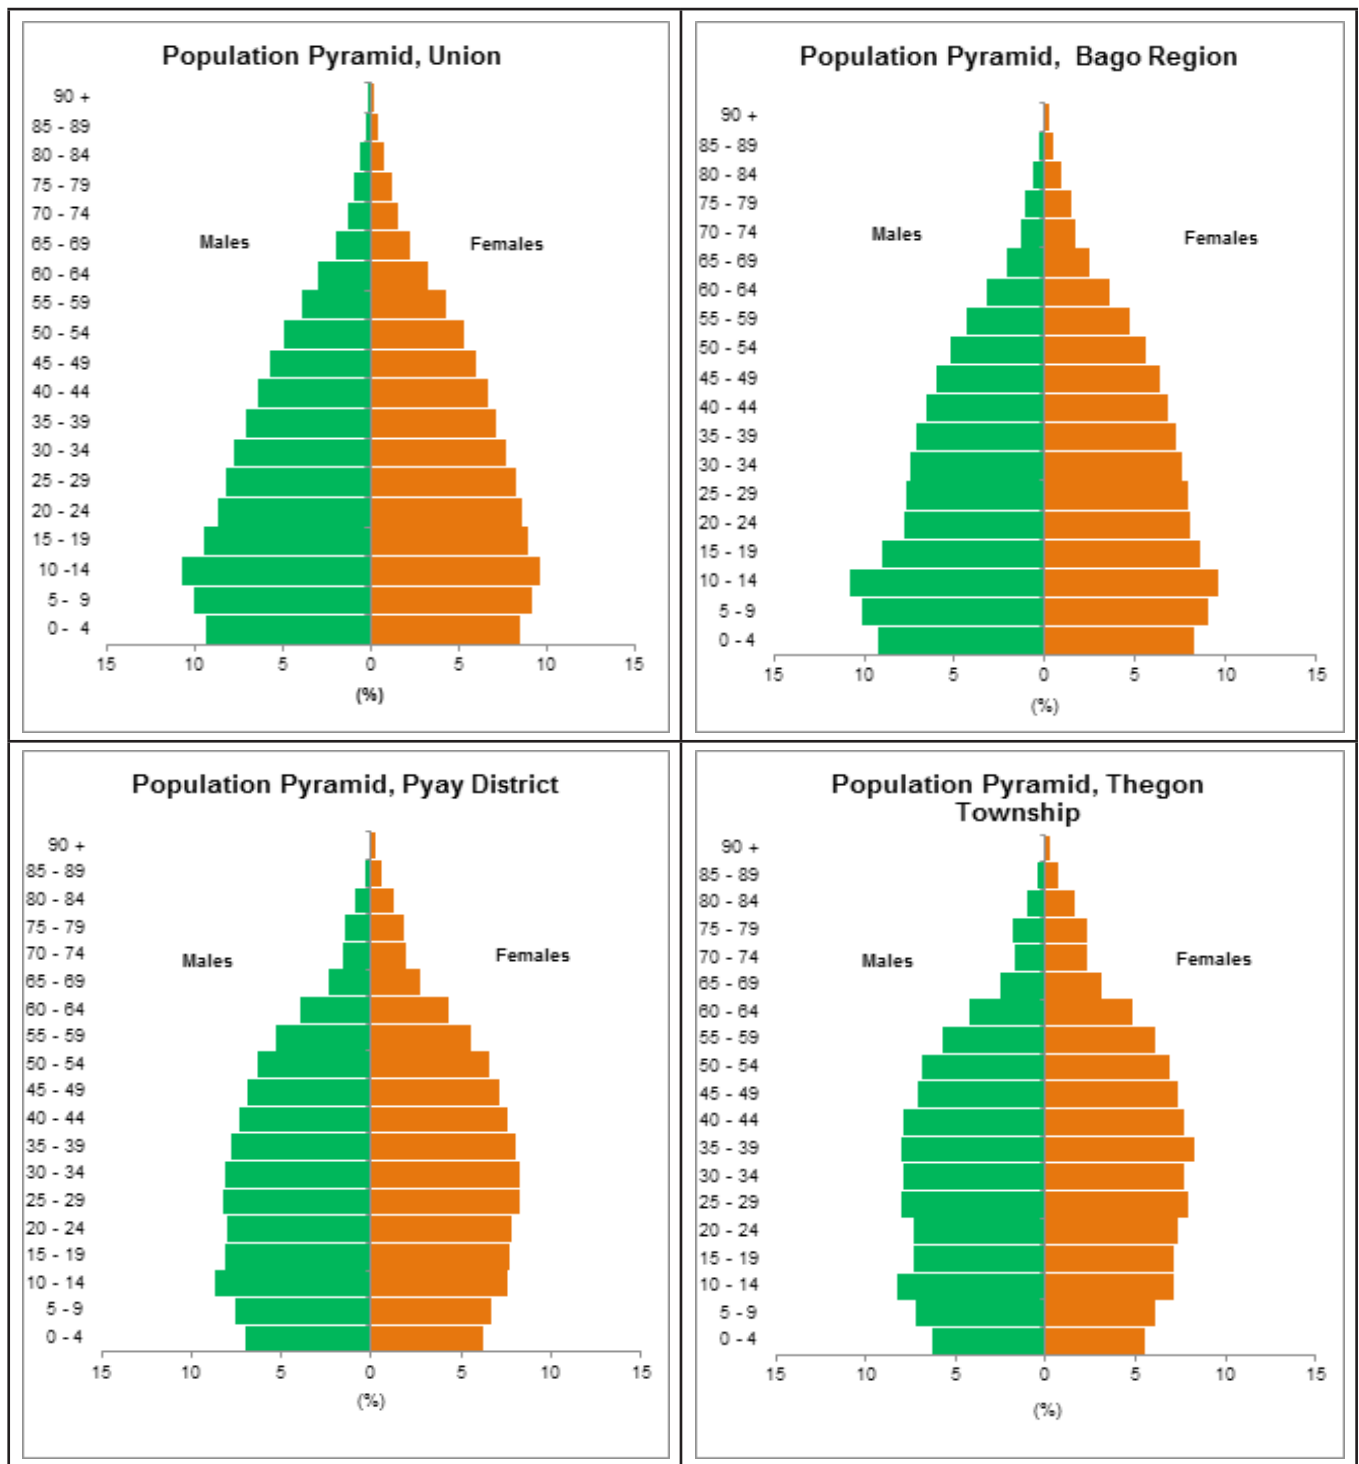 Population Pyramid, Union
90 +
85 - 89
80 - 84
75 - 79
70 - 74
65 - 69
60 - 64
55 - 59
50 - 54
45 - 49
40 - 44
35 - 39
30 - 34
25 - 29
20 - 24
15 - 19
10 -14
5 - 9
0 - 4
Males
Females
15 10 5 0 5 10 15
(%)
Population Pyramid, Bago Region
90 +
85 - 89
80 - 84
75 - 79
70 - 74
65 - 69
60 - 64
55 - 59
50 - 54
45 - 49
40 - 44
35 - 39
30 - 34
25 - 29
20 - 24
15 - 19
10 - 14
5 - 9
0 - 4
Males
Females
15 10 5 0 5 10 15
(%)
Population Pyramid, Pyay District
90 +
85 - 89
80 - 84
75 - 79
70 - 74
65 - 69
60 - 64
55 - 59
50 - 54
45 - 49
40 - 44
35 - 39
30 - 34
25 - 29
20 - 24
15 - 19
10 - 14
5 - 9
0 - 4
Males
Females
15 10 5 0 5 10 15
(%)
Population Pyramid, Thegon
Township
90 +
85 - 89
80 - 84
75 - 79
70 - 74
65 - 69
60 - 64
55 - 59
50 - 54
45 - 49
40 - 44
35 - 39
30 - 34
25 - 29
20 - 24
15 - 19
10 - 14
5 - 9
0 - 4
Males
Females
15 10 5 0 5 10 15
(%)